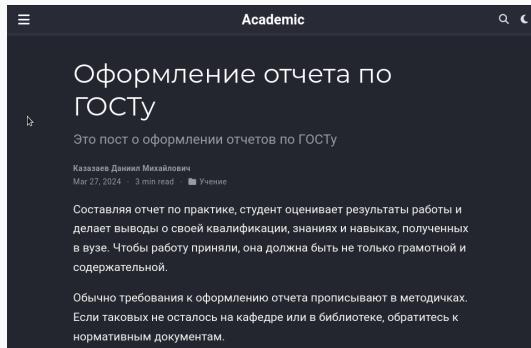 Academic
Оформление отчета по
ГОСТу
Это пост о оформлении отчетов по ГОСТу
Казазаев Даниил Михайлович
Mar 27, 2024 · 3 min read · Учение
Составляя отчет по практике, студент оценивает результаты работы и
делает выводы о своей квалификации, знаниях и навыках, полученных
в вузе. Чтобы работу приняли, она должна быть не только грамотной и
содержательной.
Обычно требования к оформлению отчета прописывают в методичках.
Если таковых не осталось на кафедре или в библиотеке, обратитесь к
нормативным документам.